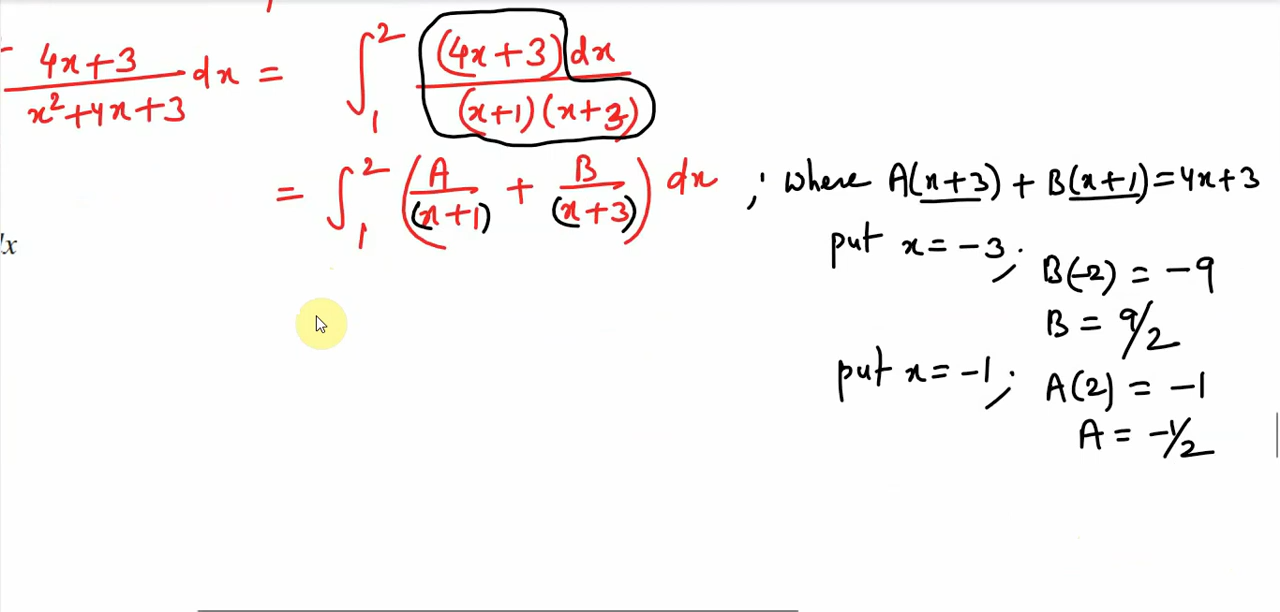 4x+3/x²+4x+3 dx = ∫₁² (4x+3)dx/(x+1)(x+3)
= ∫₁² (A/(x+1) + B/(x+3)) dx ; where A(x+3) + B(x+1) = 4x+3
dx
put x = -3; B(-2) = -9
B = 9/2
put x = -1; A(2) = -1
A = -1/2